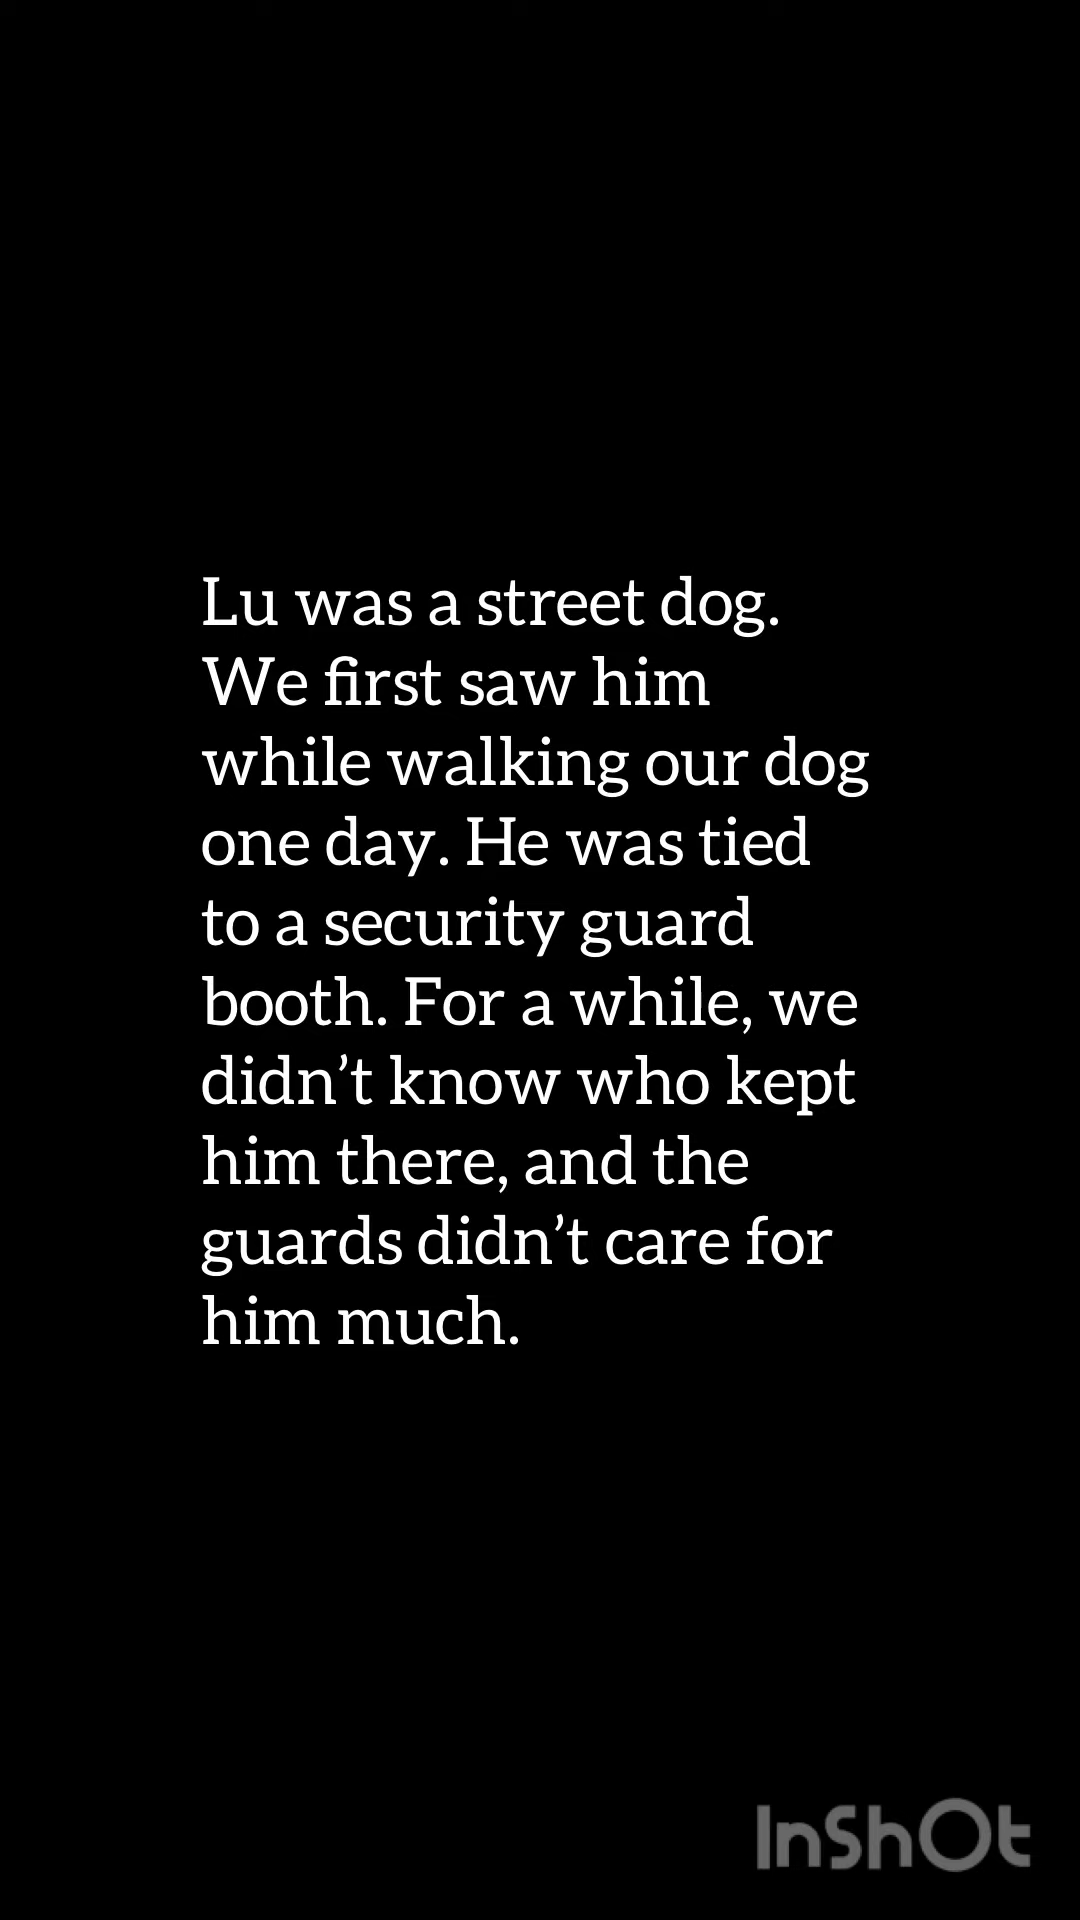 Lu was a street dog.
We first saw him
while walking our dog
one day. He was tied
to a security guard
booth. For a while, we
didn’t know who kept
him there, and the
guards didn’t care for
him much.
InShOt